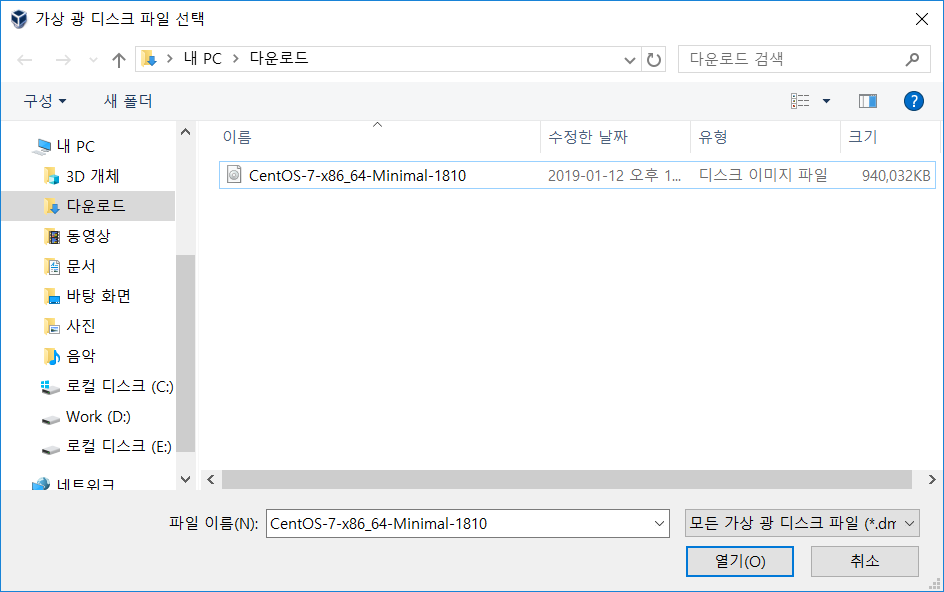 가상 광 디스크 파일 선택
내 PC > 다운로드
다운로드 검색
구성
새 폴더
?
내 PC
3D 개체
다운로드
동영상
문서
바탕 화면
사진
음악
로컬 디스크 (C:)
Work (D:)
로컬 디스크 (E:)
네트워크
이름 수정한 날짜 유형 크기
CentOS-7-x86_64-Minimal-1810 2019-01-12 오후 1... 디스크 이미지 파일 940,032KB
파일 이름(N): CentOS-7-x86_64-Minimal-1810 모든 가상 광 디스크 파일 (*.dm
열기(O) 취소